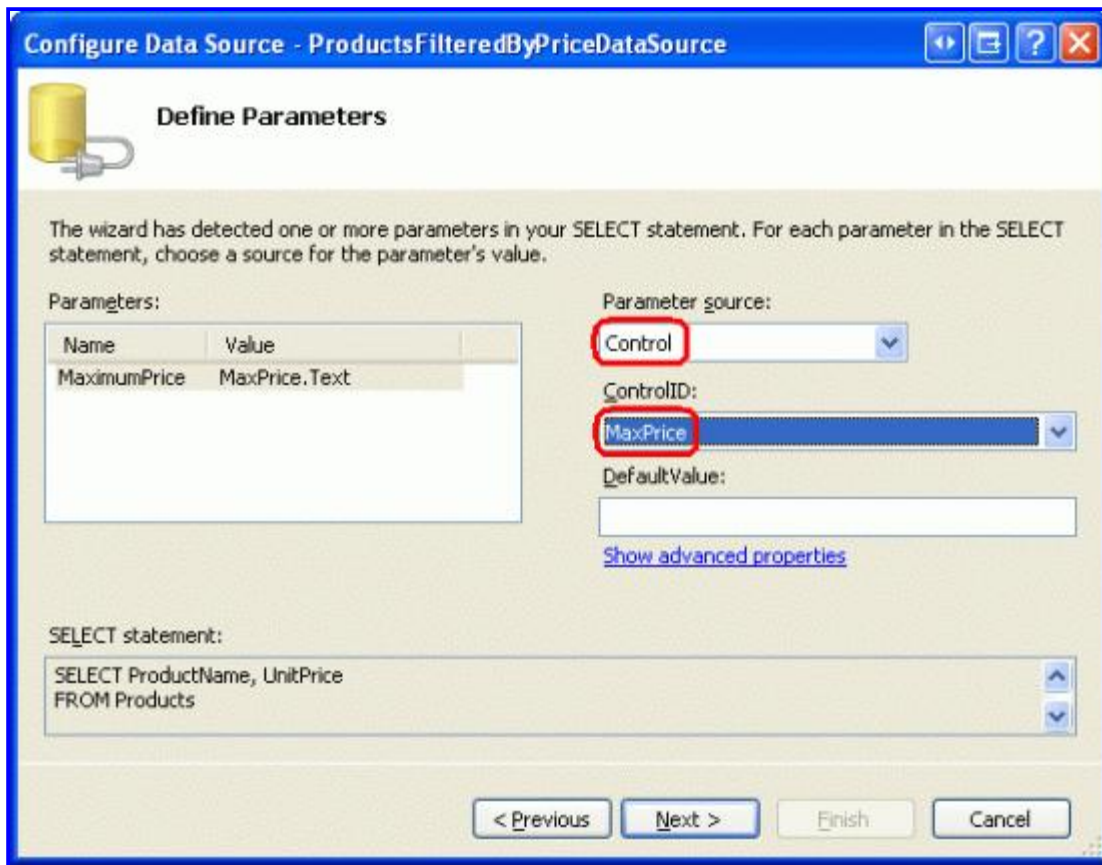 Configure Data Source - ProductsFilteredByPriceDataSource
Define Parameters
The wizard has detected one or more parameters in your SELECT statement. For each parameter in the SELECT
statement, choose a source for the parameter's value.
Parameters:
Name Value
MaximumPrice MaxPrice.Text
Parameter source:
Control
ControlID:
MaxPrice
DefaultValue:
Show advanced properties
SELECT statement:
SELECT ProductName, UnitPrice
FROM Products
< Previous Next > Finish Cancel